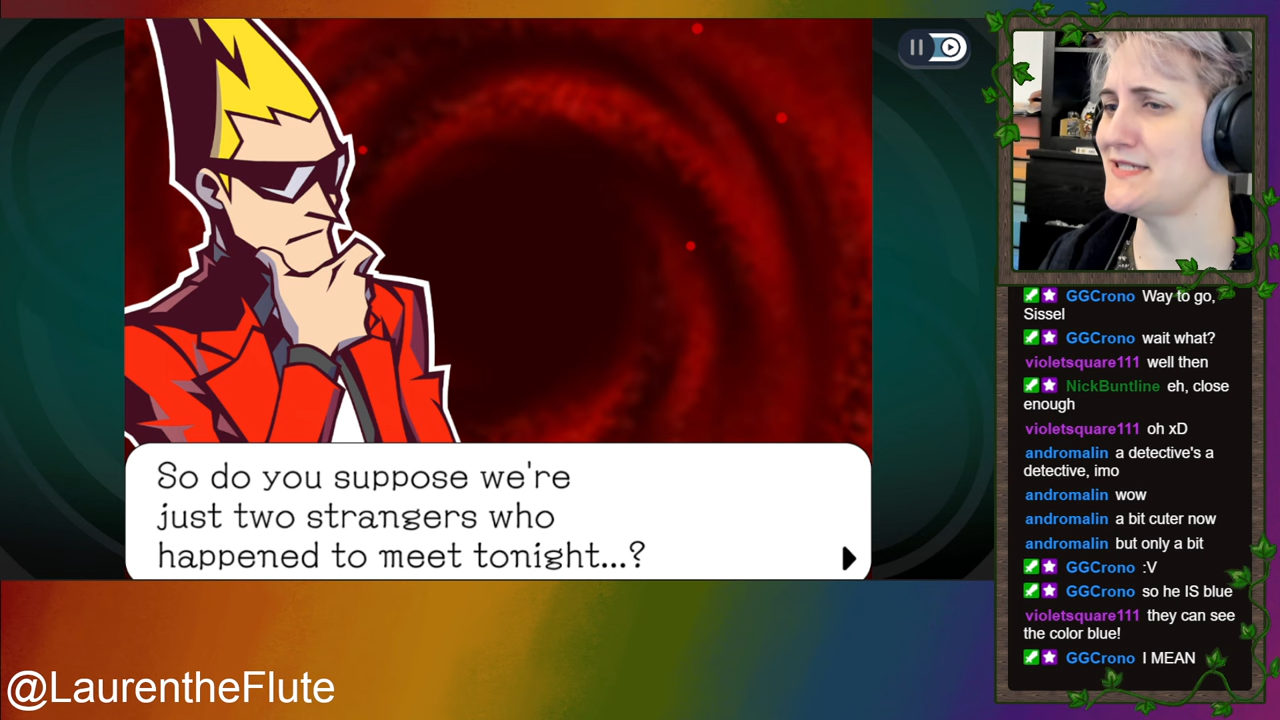 So do you suppose we're
just two strangers who
happened to meet tonight...?
GGCrono Way to go,
Sissel
GGCrono wait what?
violetsquare111 well then
NickBuntline eh, close
enough
violetsquare111 oh xD
andromalin a detective's a
detective, imo
andromalin wow
andromalin a bit cuter now
andromalin but only a bit
GGCrono :V
GGCrono so he IS blue
violetsquare111 they can see
the color blue!
GGCrono I MEAN
@LaurentheFlute